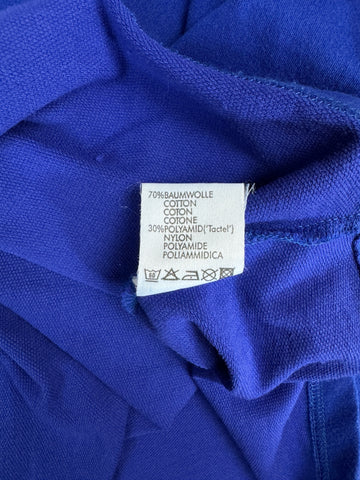 70%BAUMWOLLE
COTTON
COTON
COTONE
30%POLYAMID('Tactel')
NYLON
POLYAMIDE
POLIAMMIDICA